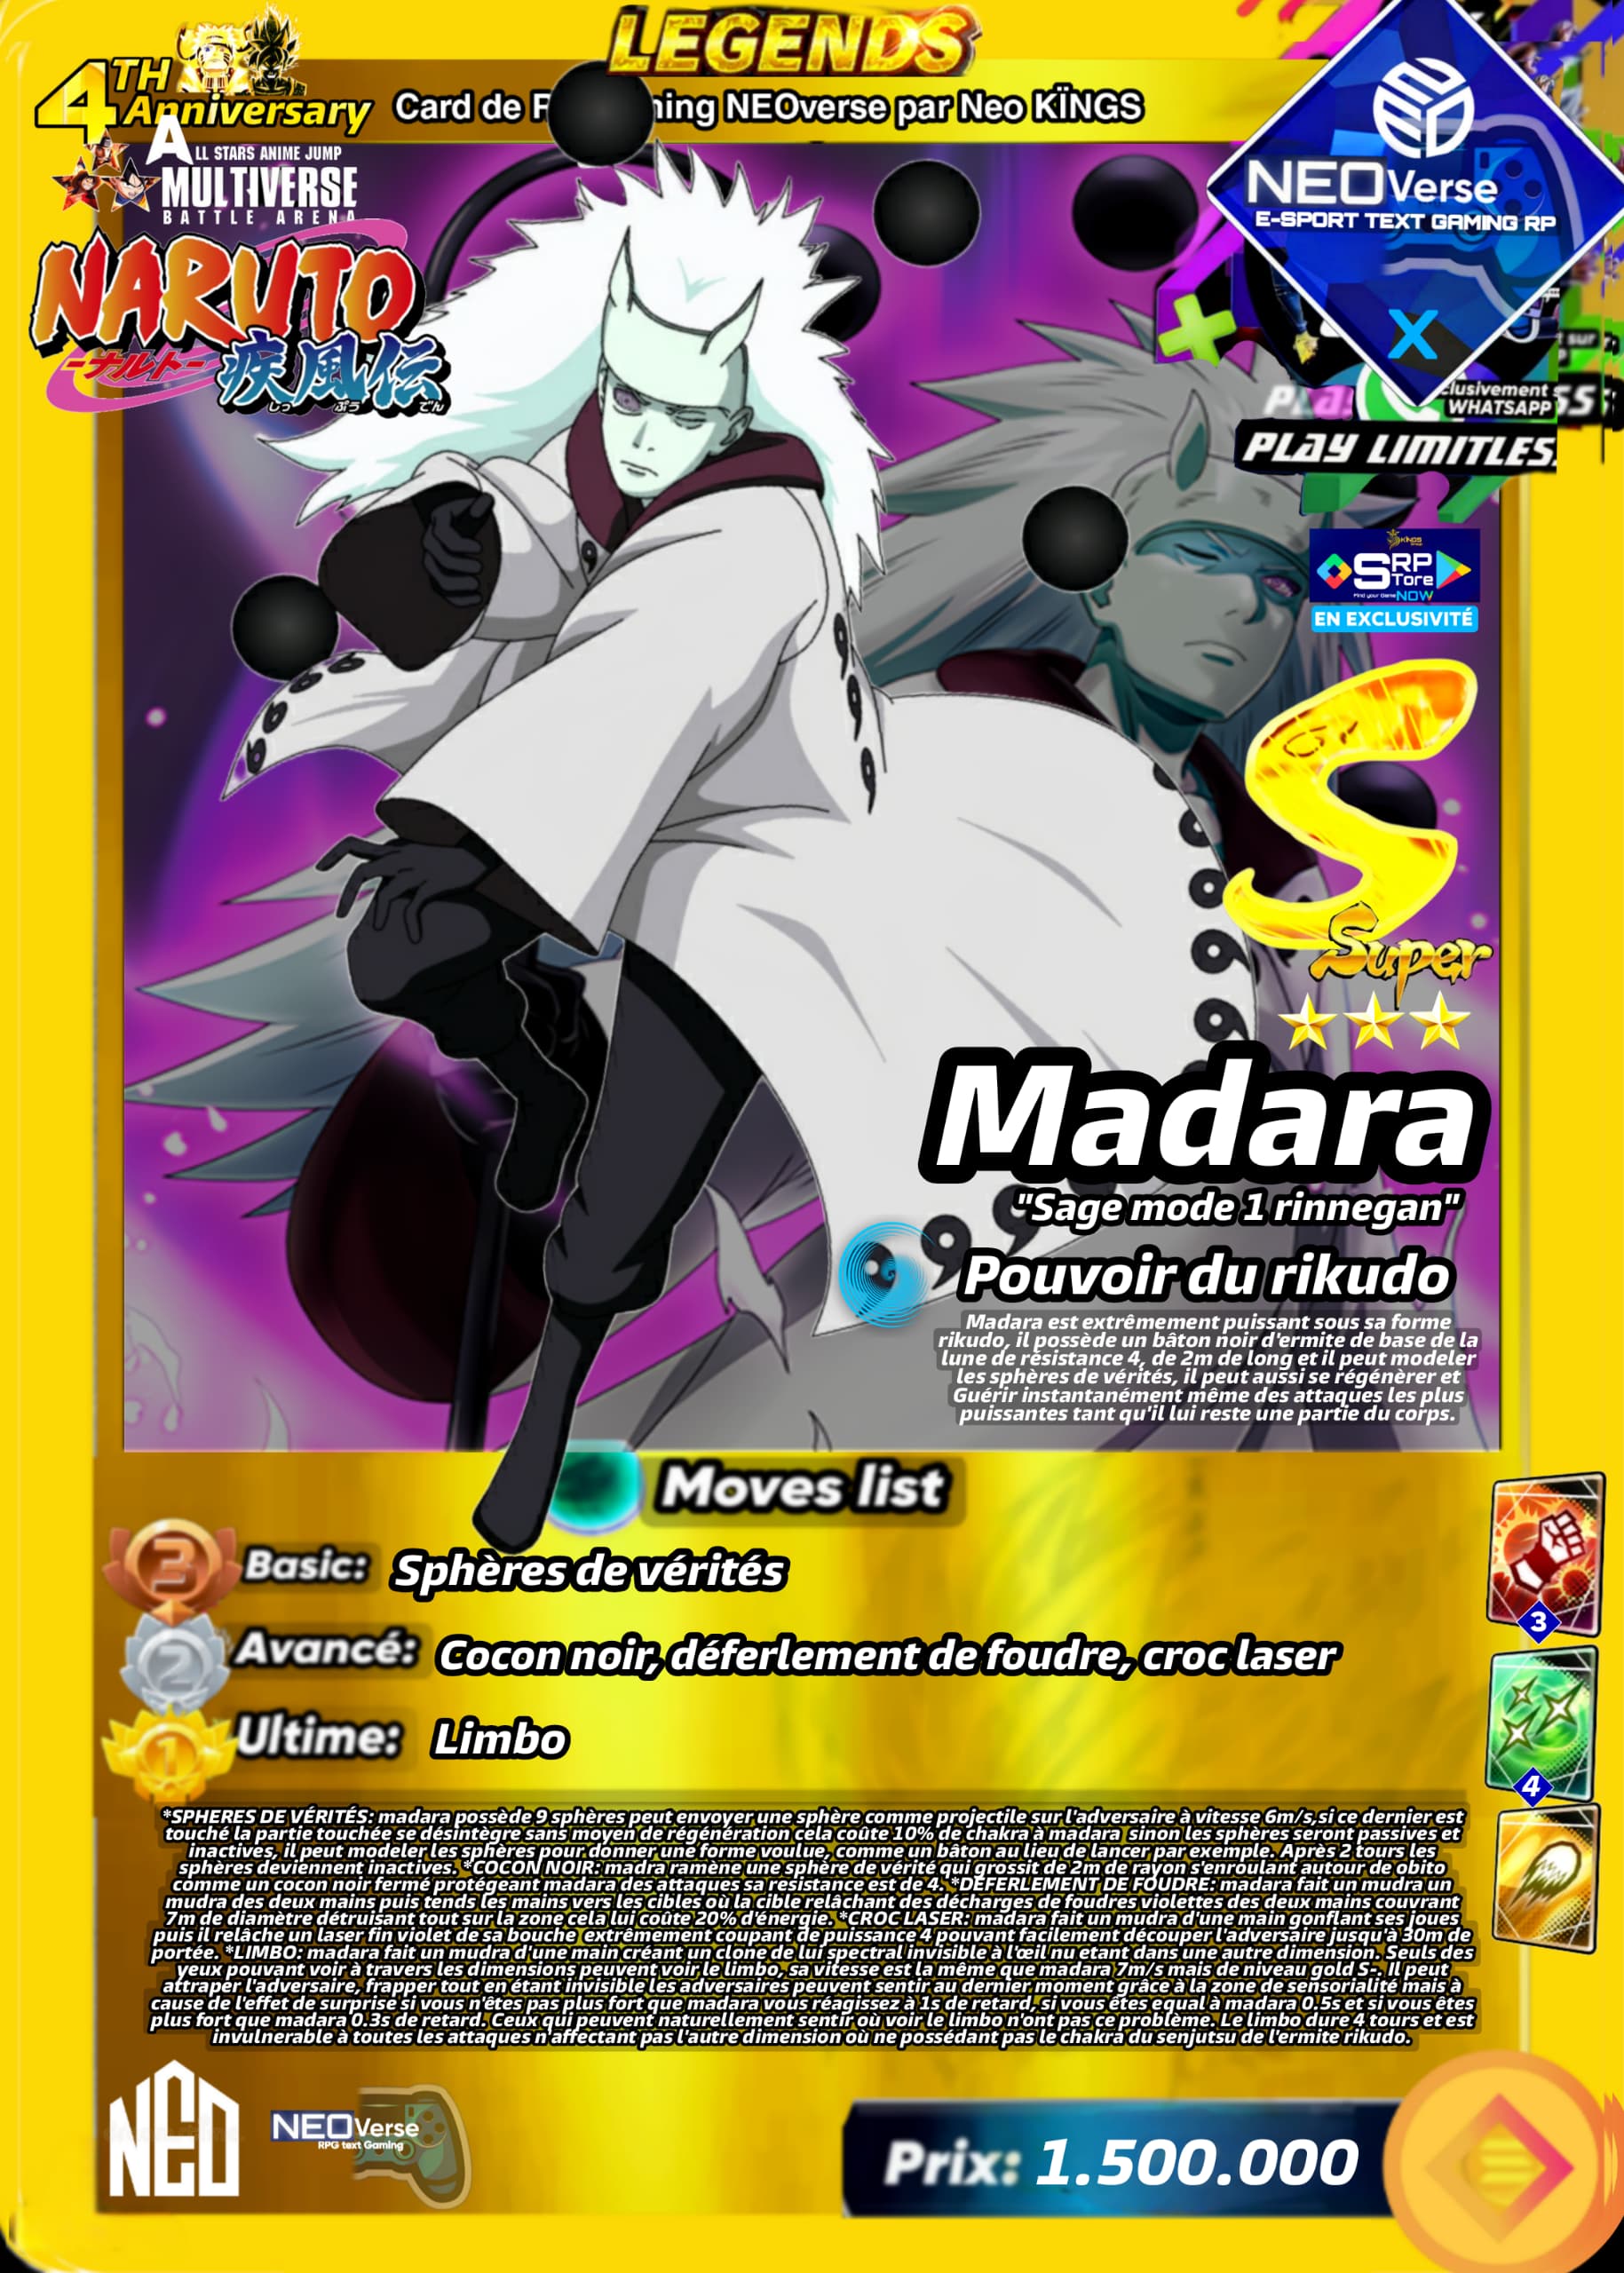 LEGENDS
4TH
Anniversary
Card de R ning NEOverse par Neo KÏNGS
ALL STARS ANIME JUMP
MULTIVERSE
BATTLE ARENA
NARUTO
-ナルト-
疾風伝
しっ ぷう でん
NEOVerse
E-SPORT TEXT GAMING RP
X
clusivement
WHATSAPP
PLAY LIMITLES
KÏNGS
SRP
Tore
Find your Game NOW
EN EXCLUSIVITÉ
S
Super
Madara
"Sage mode 1 rinnegan"
Pouvoir du rikudo
Madara est extrêmement puissant sous sa forme
rikudo, il possède un bâton noir d'ermite de base de la
lune de résistance 4, de 2m de long et il peut modeler
les sphères de vérités, il peut aussi se régénèrer et
Guérir instantanément même des attaques les plus
puissantes tant qu'il lui reste une partie du corps.
Moves list
3 Basic: Sphères de vérités
2 Avancé: Cocon noir, déferlement de foudre, croc laser
1 Ultime: Limbo
3
4
*SPHERES DE VÉRITÉS: madara possède 9 sphères peut envoyer une sphère comme projectile sur l'adversaire à vitesse 6m/s,si ce dernier est
touché la partie touchée se désintègre sans moyen de régénération cela coûte 10% de chakra à madara sinon les sphères seront passives et
inactives, il peut modeler les sphères pour donner une forme voulue, comme un bâton au lieu de lancer par exemple. Après 2 tours les
sphères deviennent inactives. *COCON NOIR: madra ramène une sphère de vérité qui grossit de 2m de rayon s'enroulant autour de obito
comme un cocon noir fermé protégeant madara des attaques sa resistance est de 4. *DÉFERLEMENT DE FOUDRE: madara fait un mudra un
mudra des deux mains puis tends les mains vers les cibles où la cible relâchant des décharges de foudres violettes des deux mains couvrant
7m de diamètre détruisant tout sur la zone cela lui coûte 20% d'énergie. *CROC LASER: madara fait un mudra d'une main gonflant ses joues
puis il relâche un laser fin violet de sa bouche extrêmement coupant de puissance 4 pouvant facilement découper l'adversaire jusqu'à 30m de
portée. *LIMBO: madara fait un mudra d'une main créant un clone de lui spectral invisible à l'œil nu etant dans une autre dimension. Seuls des
yeux pouvant voir à travers les dimensions peuvent voir le limbo, sa vitesse est la même que madara 7m/s mais de niveau gold S-. Il peut
attraper l'adversaire, frapper tout en étant invisible les adversaires peuvent sentir au dernier moment grâce à la zone de sensorialité mais à
cause de l'effet de surprise si vous n'êtes pas plus fort que madara vous réagissez à 1s de retard, si vous êtes equal à madara 0.5s et si vous êtes
plus fort que madara 0.3s de retard. Ceux qui peuvent naturellement sentir où voir le limbo n'ont pas ce problème. Le limbo dure 4 tours et est
invulnerable à toutes les attaques n'affectant pas l'autre dimension où ne possédant pas le chakra du senjutsu de l'ermite rikudo.
NEO
NEOVerse
RPG text Gaming
Prix: 1.500.000